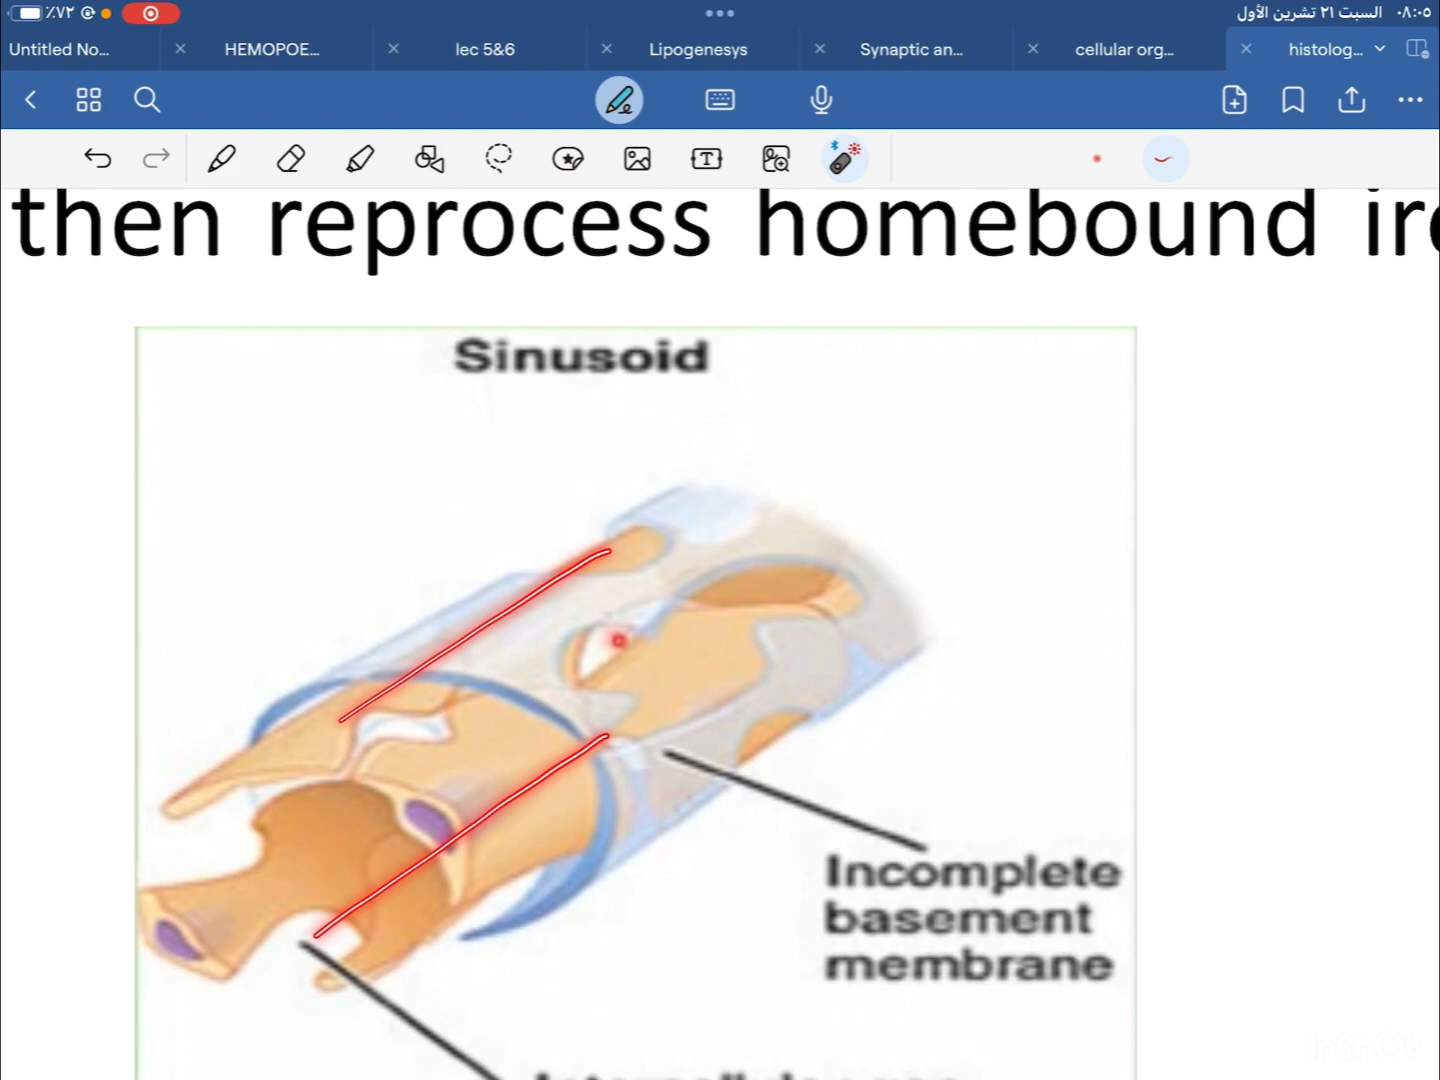 ٪٧٢
السبت ٢١ تشرين الأول ٠٨:٠٥
Untitled No...
HEMOPOE...
lec 5&6
Lipogenesys
Synaptic an...
cellular org...
histolog...
then reprocess homebound
Sinusoid
Incomplete
basement
membrane
InShOt